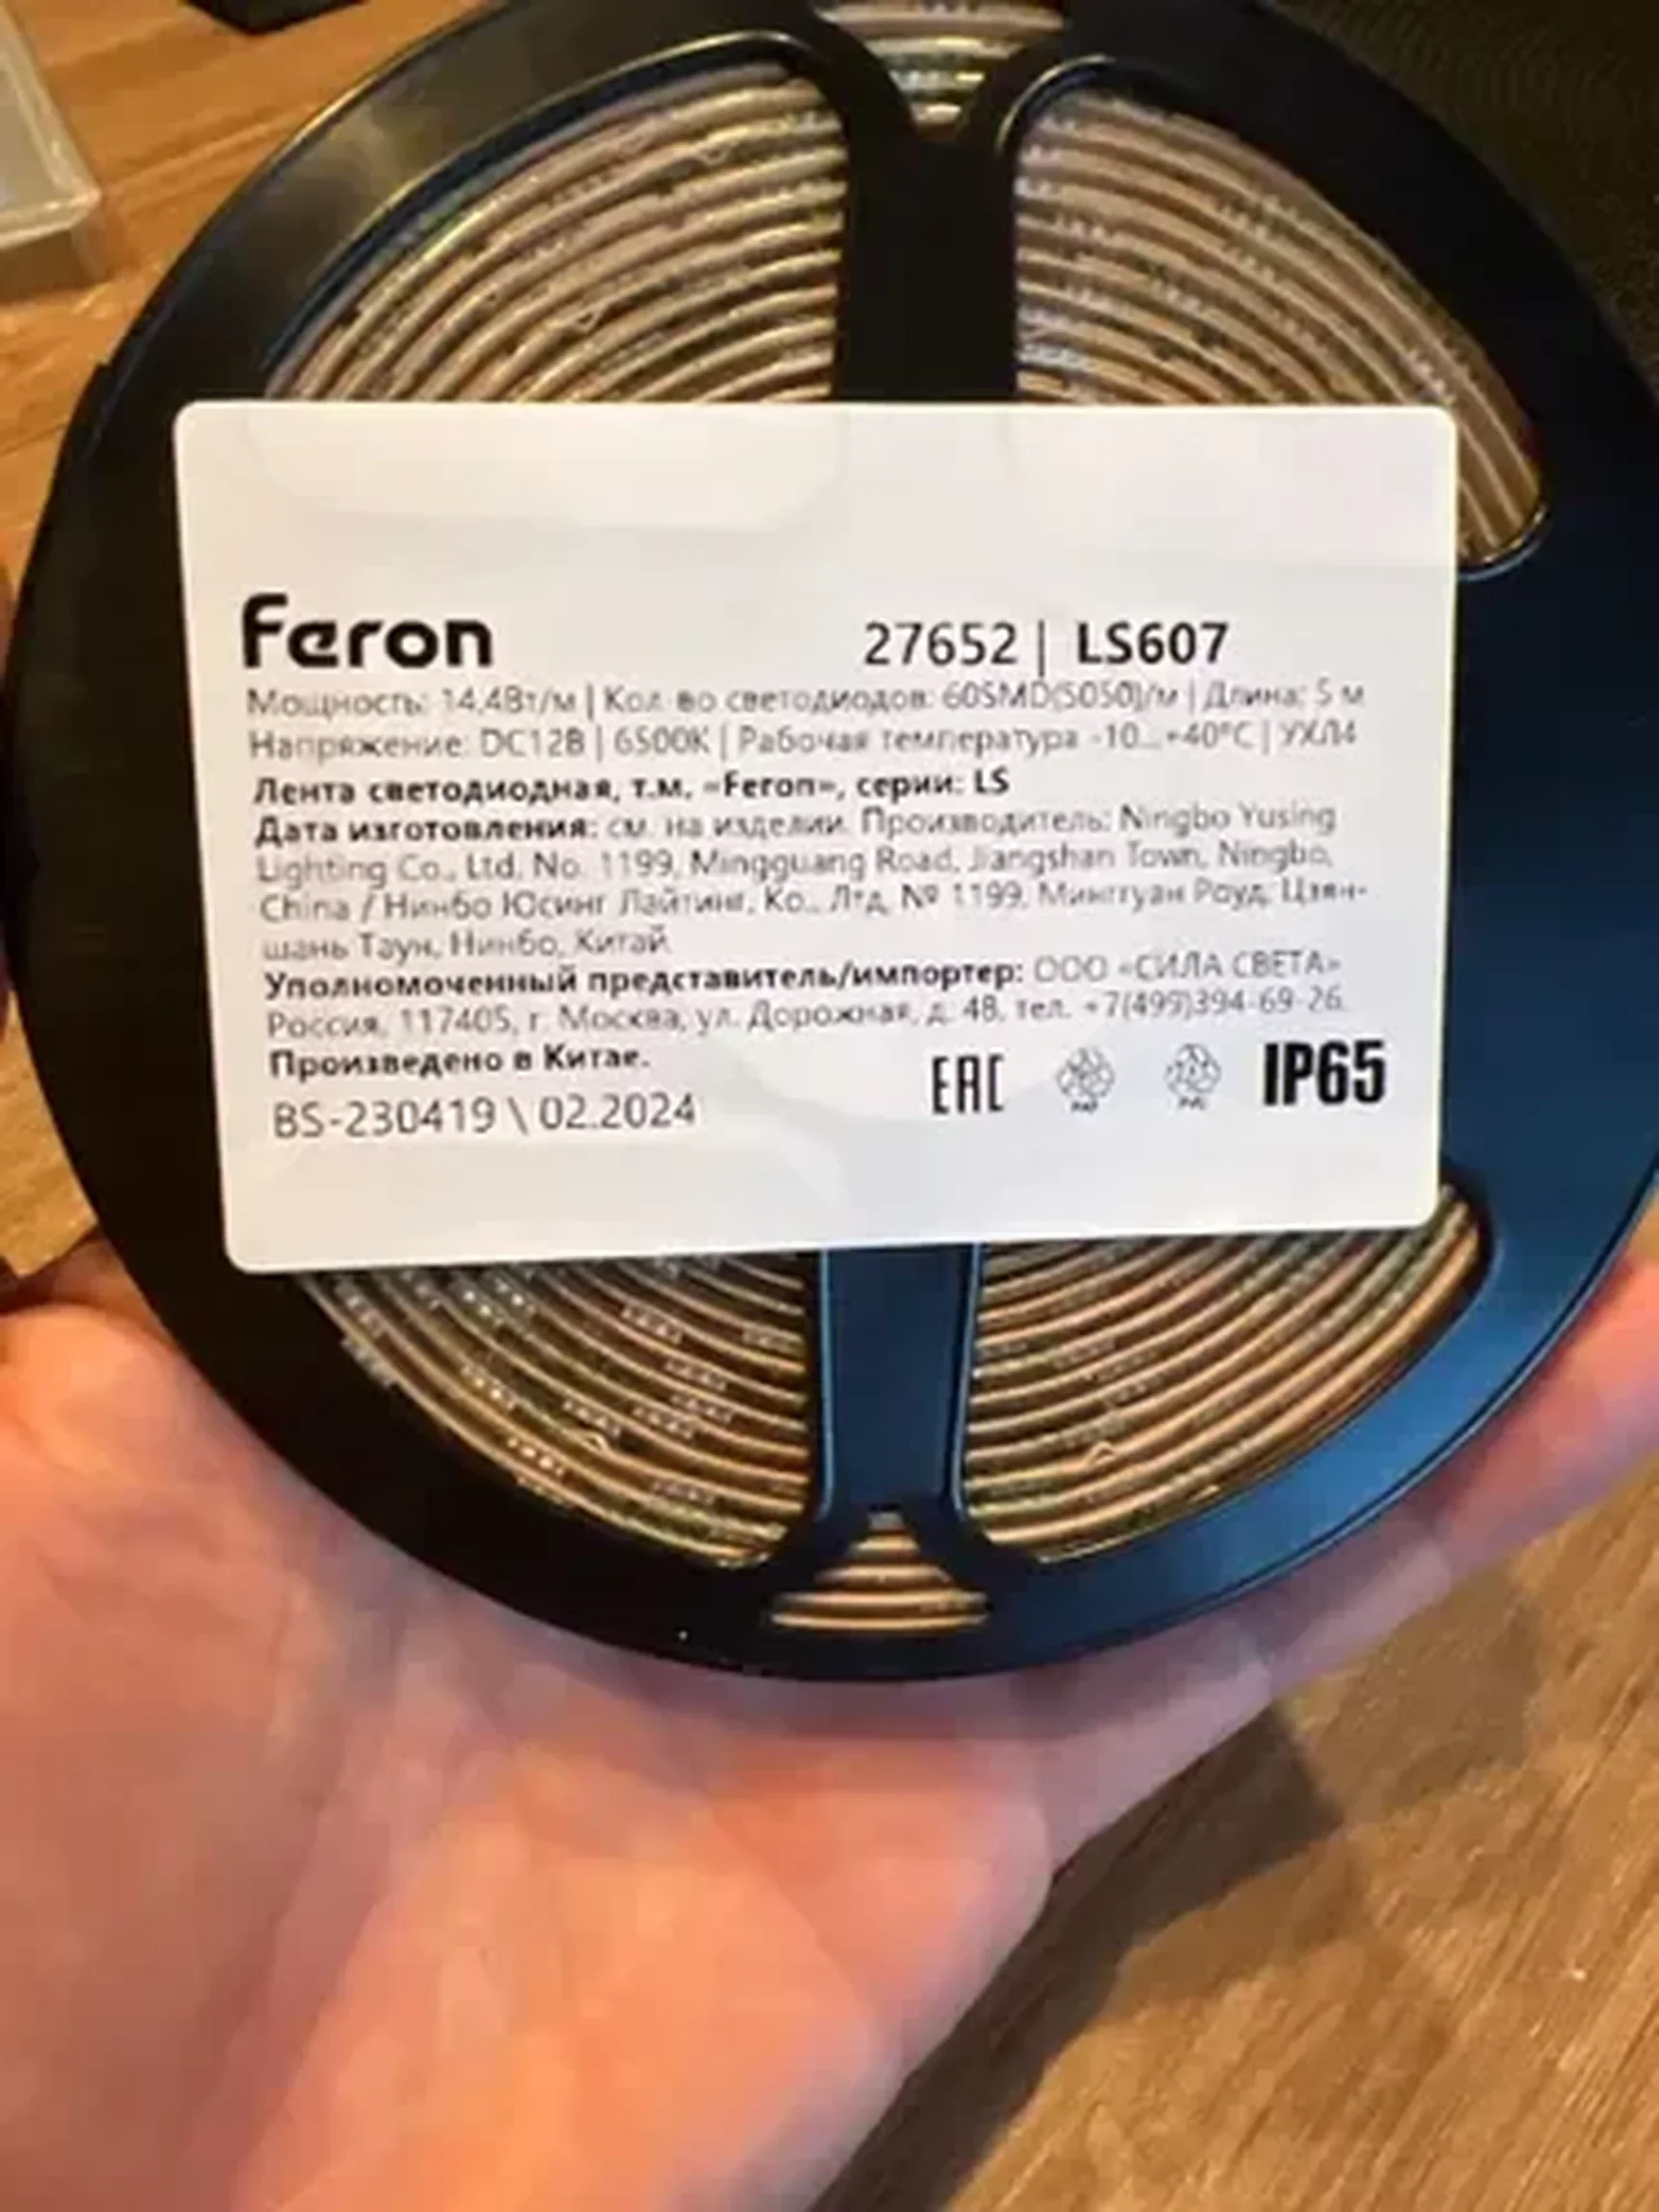 feron
27652 | LS607
Мощность: 14,4Вт/м | Кол-во светодиодов: 60SMD(5050)/м | Длина: 5 м
Напряжение: DC12В | 6500K | Рабочая температура -10...+40°C | УХЛ4
Лента светодиодная, т.м. «Feron», серии: LS
Дата изготовления: см. на изделии. Производитель: Ningbo Yusing
Lighting Co., Ltd, No. 1199, Mingguang Road, Jiangshan Town, Ningbo,
China / Нинбо Юсинг Лайтинг, Ко., Лтд, № 1199, Мингуан Роуд, Цзян-
шань Таун, Нинбо, Китай
Уполномоченный представитель/импортер: ООО «СИЛА СВЕТА»
Россия, 117405, г. Москва, ул. Дорожная, д. 48, тел. +7(499)394-69-26.
Произведено в Китае.
EAC
IP65
BS-230419 \ 02.2024